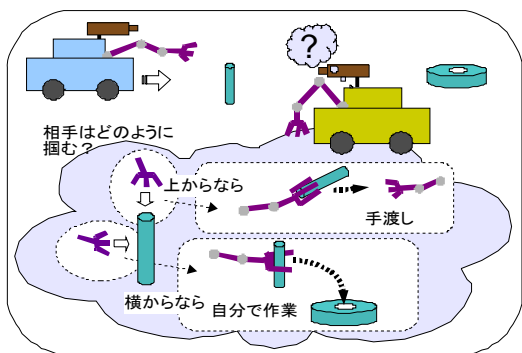 ?
相手はどのように
掴む?
上からなら
手渡し
横からなら
自分で作業